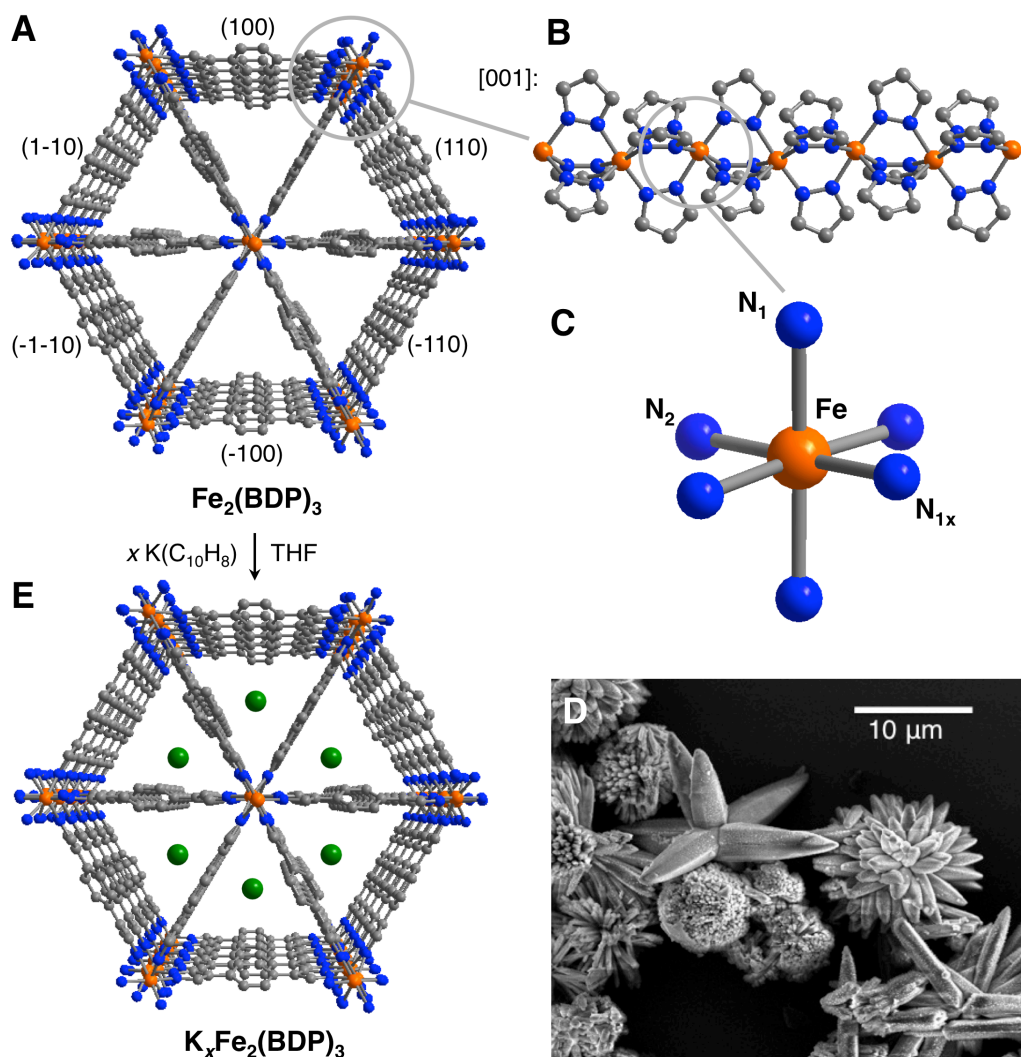 A
(100)
(1-10)
(110)
(-1-10)
(-110)
(-100)
Fe2(BDP)3
x K(C10H8)
THF
B
[001]:
C
N1
N2
Fe
N1x
E
KxFe2(BDP)3
D
10 μm